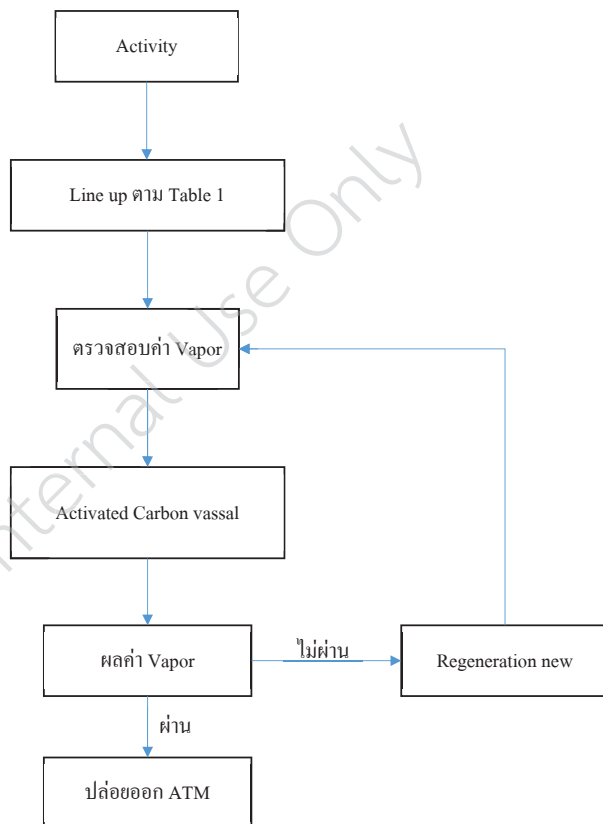 Activity
Line up ตาม Table 1
ตรวจสอบค่า Vapor
Activated Carbon vassal
ผลค่า Vapor
ไม่ผ่าน
Regeneration new
ผ่าน
ปล่อยออก ATM
Internal Use Only